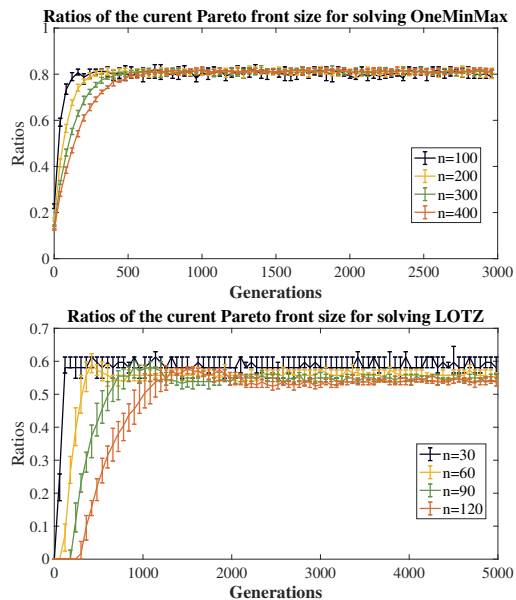 Ratios of the curent Pareto front size for solving OneMinMax
1
0.8
0.6
0.4
0.2
0
Ratios
n=100
n=200
n=300
n=400
0 500 1000 1500 2000 2500 3000
Generations
Ratios of the curent Pareto front size for solving LOTZ
0.7
0.6
0.5
0.4
0.3
0.2
0.1
0
Ratios
n=30
n=60
n=90
n=120
0 1000 2000 3000 4000 5000
Generations